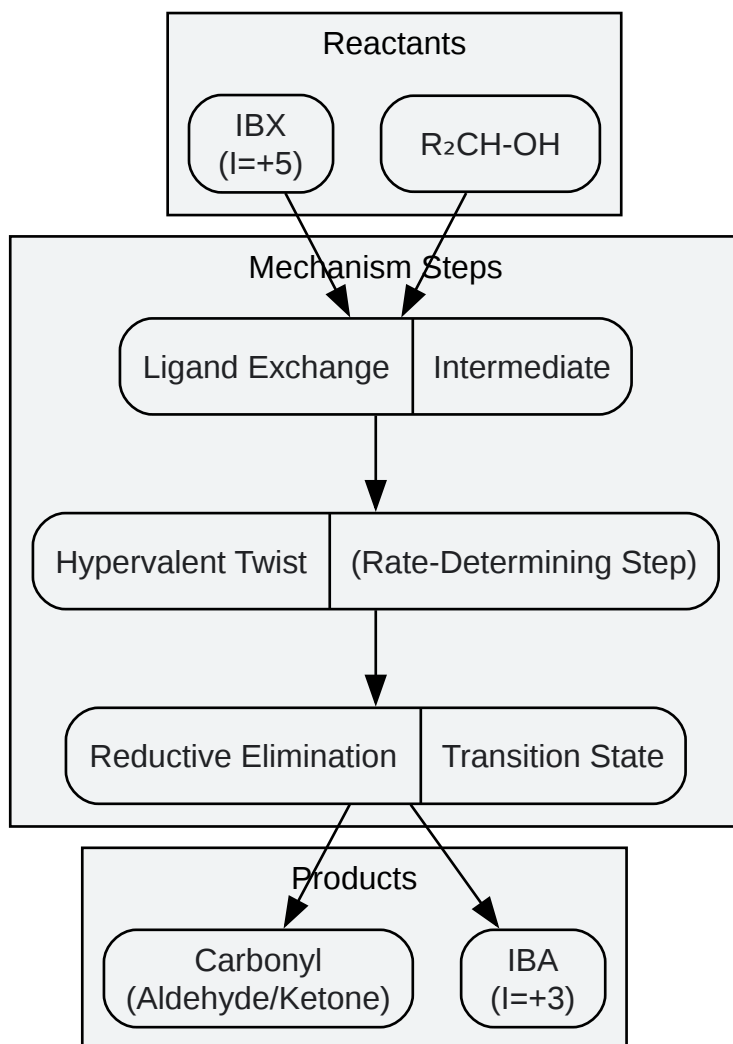 Reactants
IBX
(I=+5)
R₂CH-OH
Mechanism Steps
Ligand Exchange
Intermediate
Hypervalent Twist
(Rate-Determining Step)
Reductive Elimination
Transition State
Products
Carbonyl
(Aldehyde/Ketone)
IBA
(I=+3)